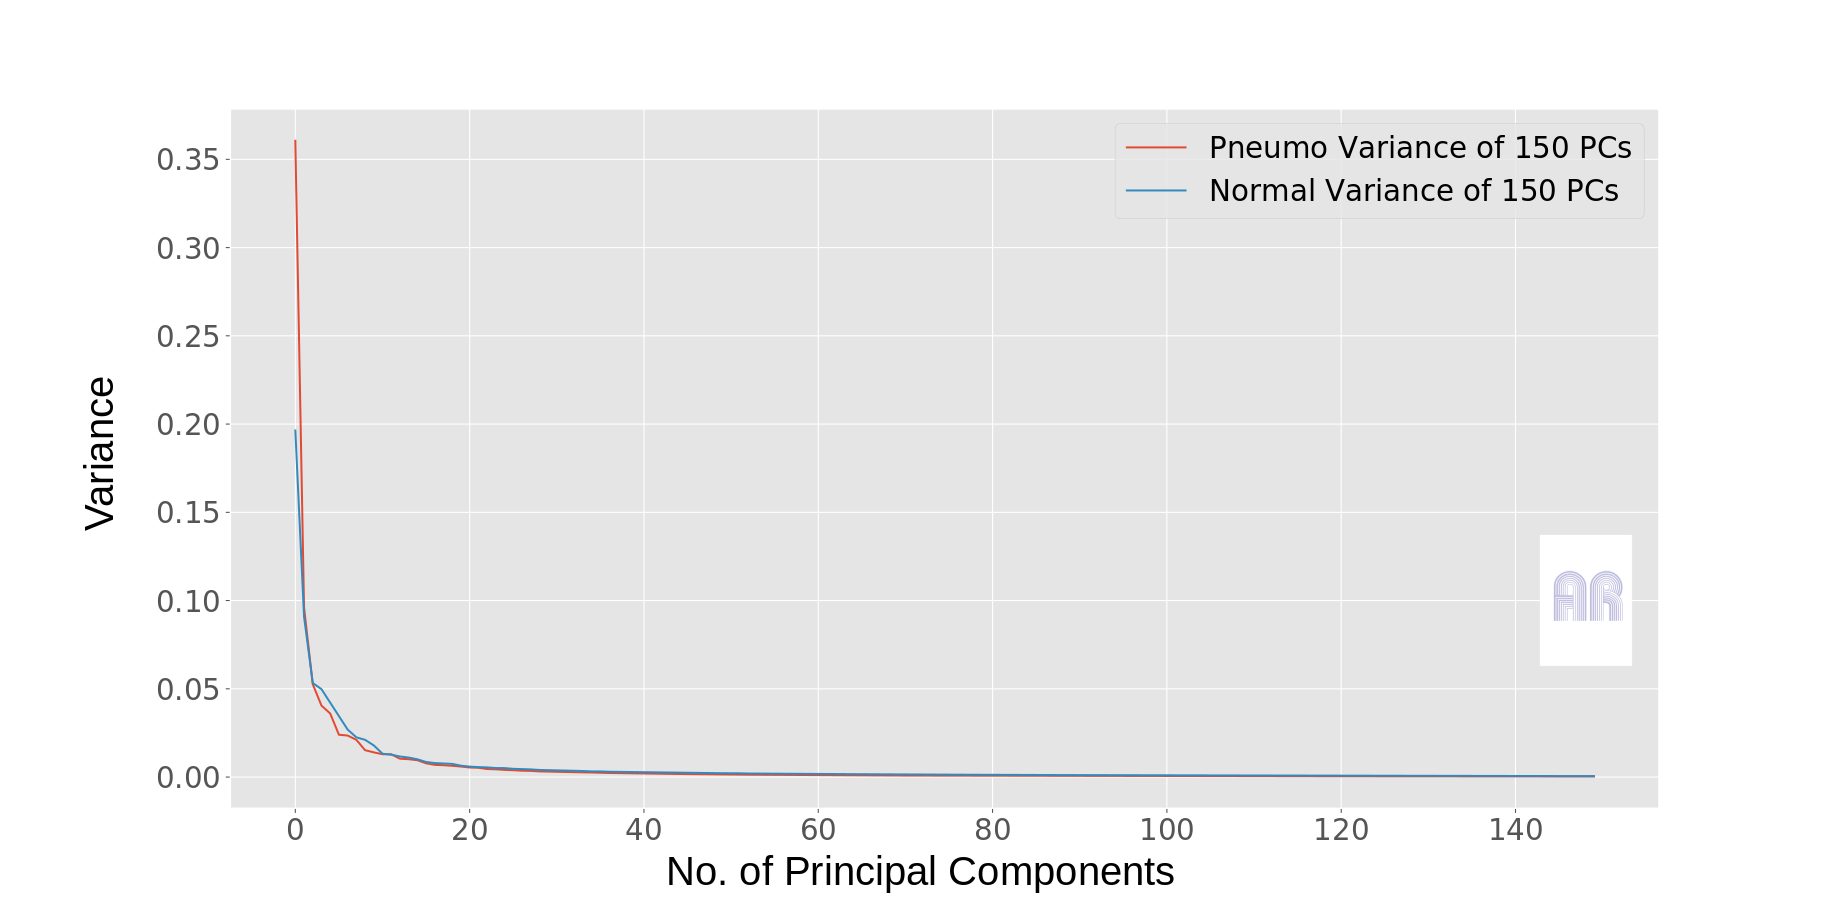 Pneumo Variance of 150 PCs
Normal Variance of 150 PCs
0.35
0.30
0.25
0.20
0.15
0.10
0.05
0.00
Variance
AR
0 20 40 60 80 100 120 140
No. of Principal Components